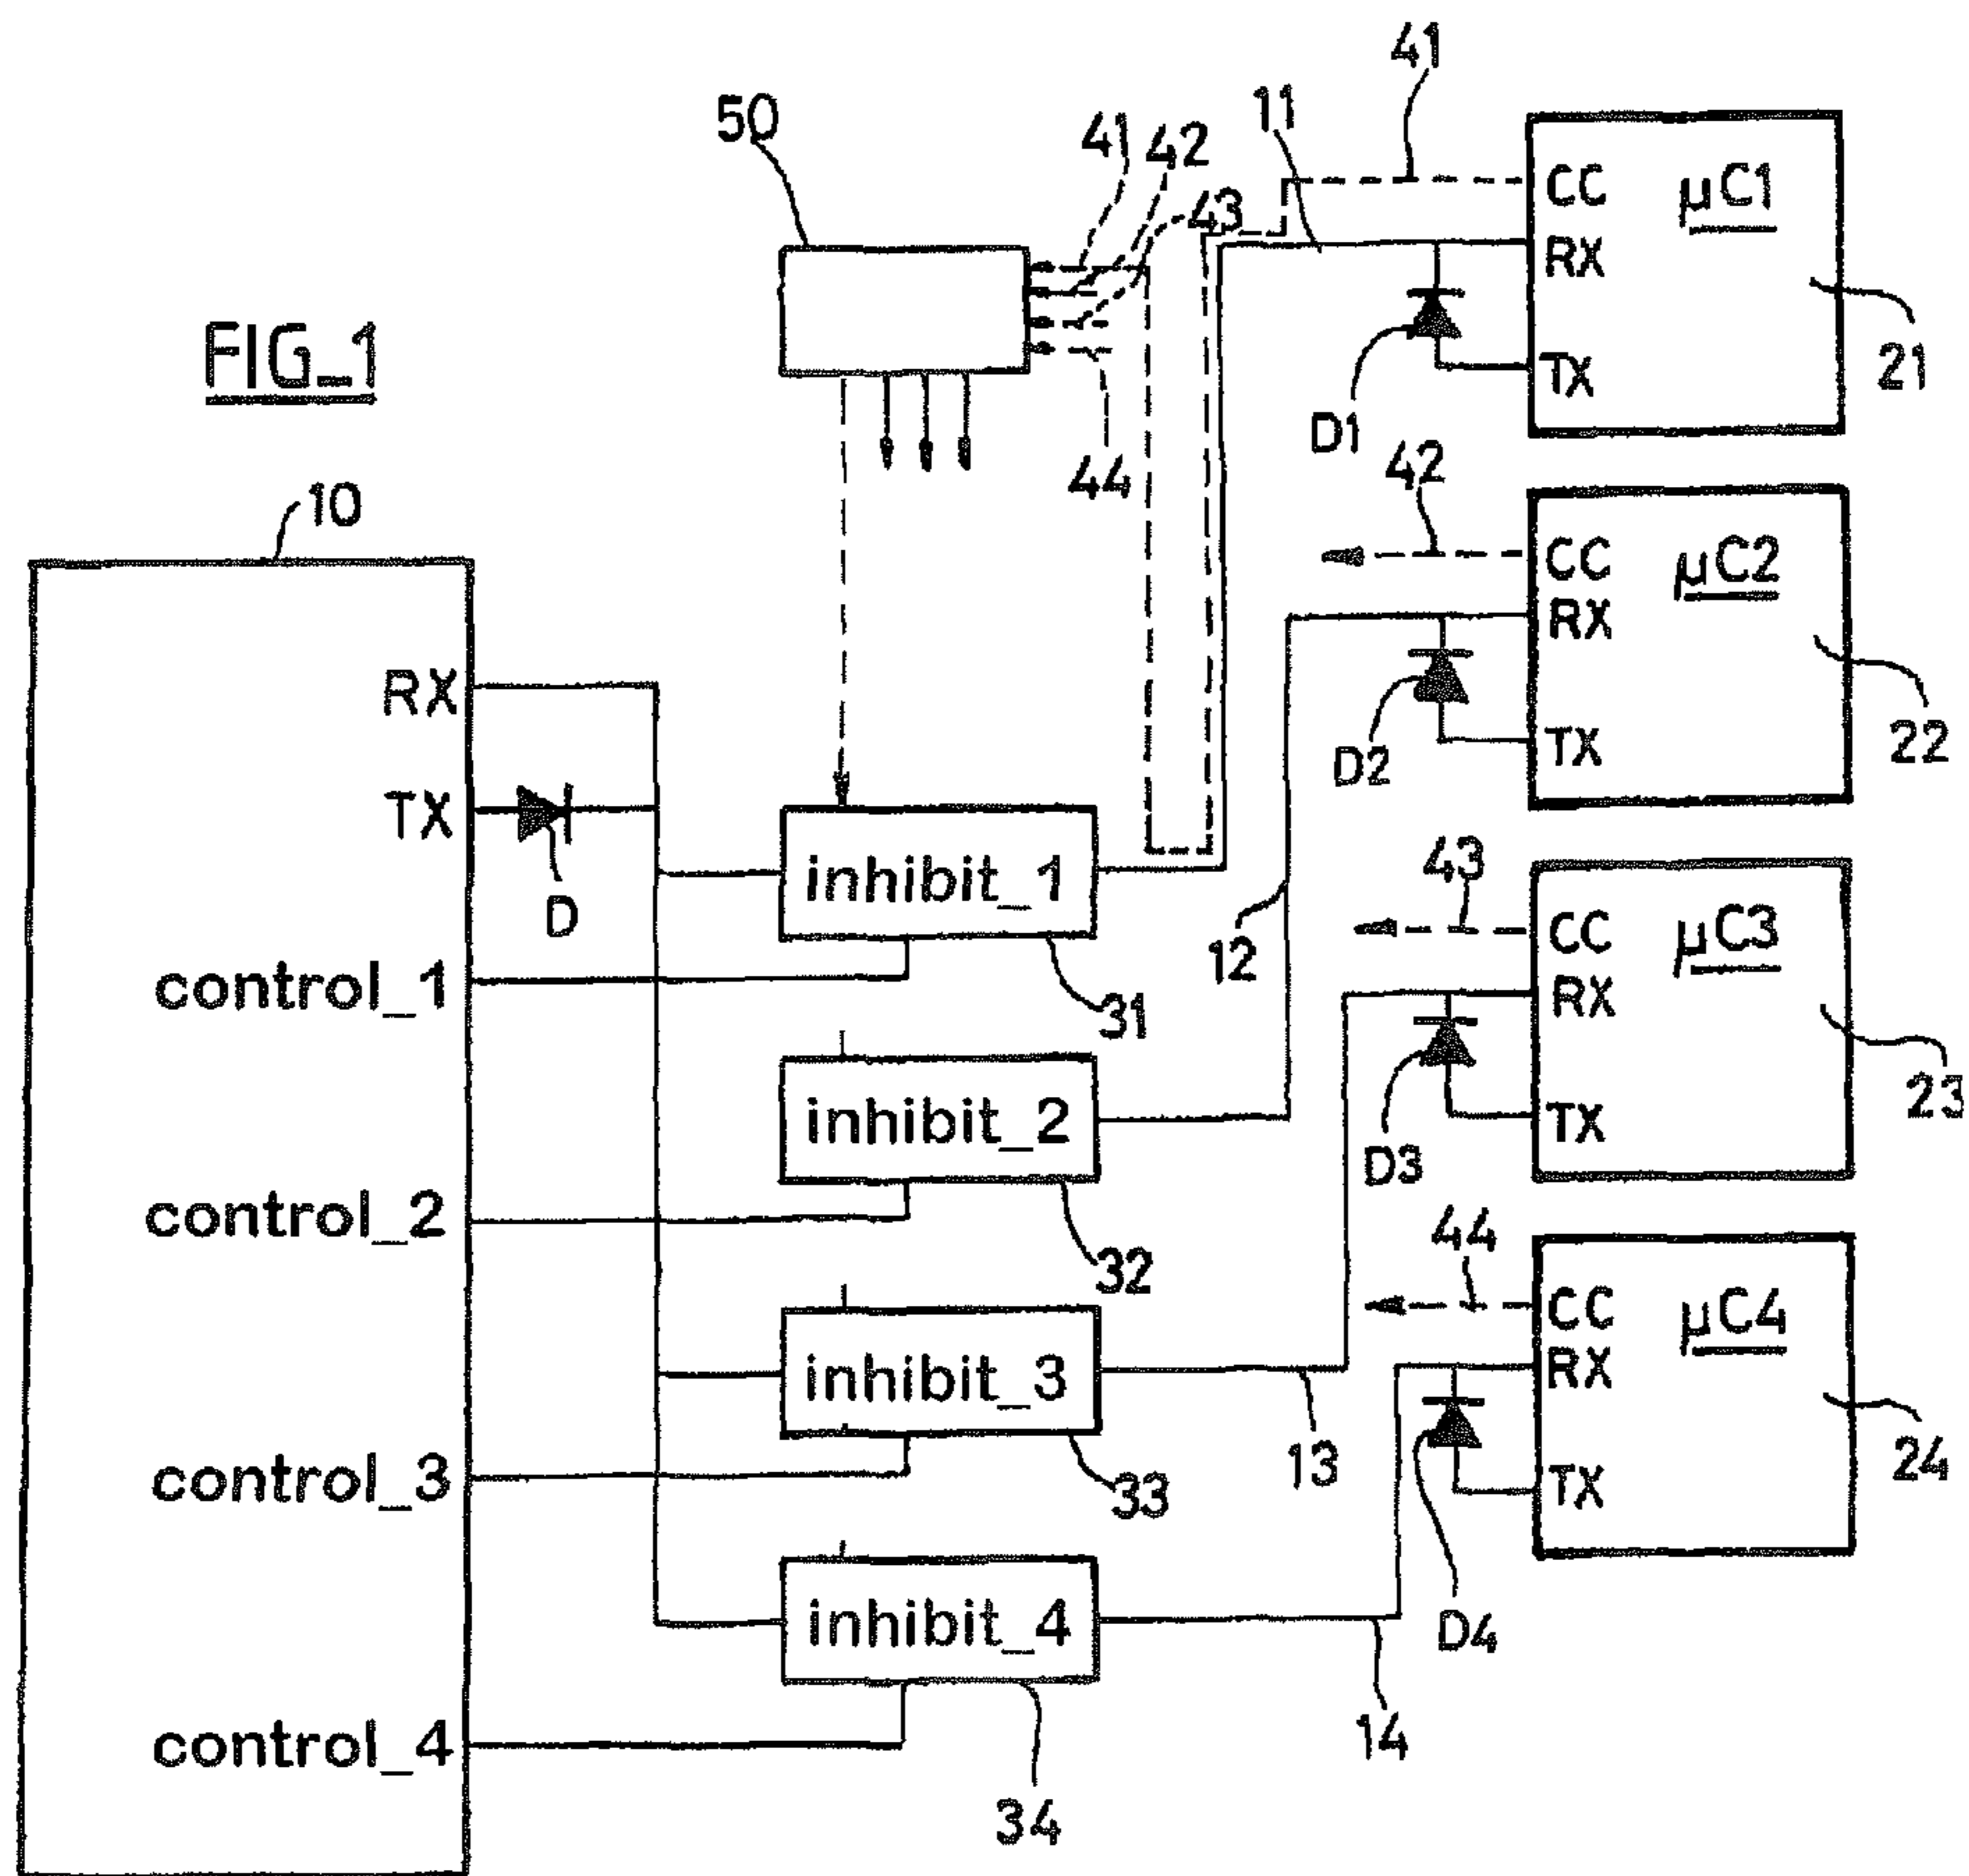 FIG_1
50
41
42
43
44
11
41
CC
µC1
RX
TX
D1
21
42
CC
µC2
RX
TX
D2
22
43
CC
µC3
RX
TX
D3
23
44
CC
µC4
RX
TX
D4
24
10
RX
TX
D
control_1
control_2
control_3
control_4
inhibit_1
31
inhibit_2
32
inhibit_3
33
inhibit_4
34
12
13
14